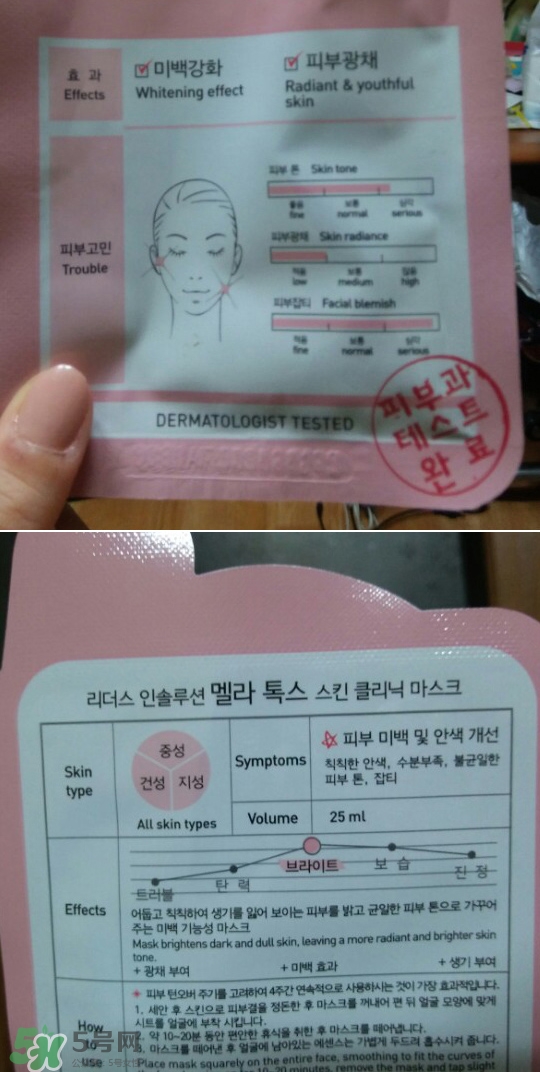 효 과
Effects
미백강화
Whitening effect
피부광채
Radiant & youthful
skin
피부고민
Trouble
피부 톤 Skin tone
좋음 보통 심각
fine normal serious
피부광채 Skin radiance
적음 보통 많음
low medium high
피부잡티 Facial blemish
적음 보통 심각
fine normal serious
DERMATOLOGIST TESTED
피부과
테스트
완료
리더스 인솔루션 멜라 톡스 스킨 클리닉 마스크
Skin
type
중성
건성 지성
All skin types
Symptoms
피부 미백 및 안색 개선
칙칙한 안색, 수분부족, 불균일한
피부 톤, 잡티
Volume
25 ml
Effects
트러블 탄 력 브라이트 보 습 진 정
어둡고 칙칙하여 생기를 잃어 보이는 피부를 밝고 균일한 피부 톤으로 가꾸어
주는 미백 기능성 마스크
Mask brightens dark and dull skin, leaving a more radiant and brighter skin
tone.
+ 광채 부여 + 미백 효과 + 생기 부여
How
to
use
피부 턴오버 주기를 고려하여 4주간 연속적으로 사용하시는 것이 가장 효과적입니다.
1. 세안 후 스킨으로 피부결을 정돈한 후 마스크를 꺼내어 편 뒤 얼굴 모양에 맞게
시트를 얼굴에 부착 시킵니다.
약 10~20분 동안 편안한 휴식을 취한 후 마스크를 떼어냅니다.
마스크를 떼어낸 후 얼굴에 남아있는 에센스는 가볍게 두드려 흡수시켜 줍니다.
Place mask squarely on the entire face, smoothing to fit the curves of
10-20 minutes, remove the mask and tap slight
5号网